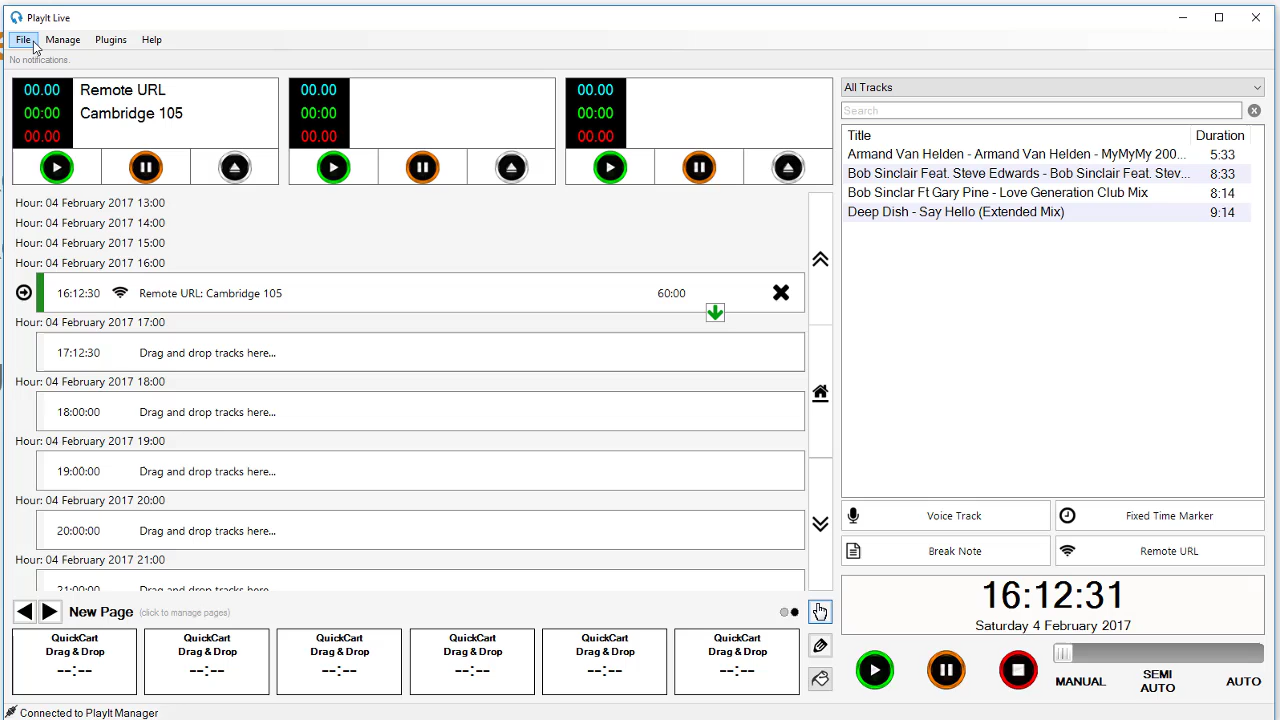 PlayIt Live
File Manage Plugins Help
No notifications.
00.00 Remote URL
00:00 Cambridge 105
00.00
00.00
00:00
00.00
00.00
00:00
00.00
Hour: 04 February 2017 13:00
Hour: 04 February 2017 14:00
Hour: 04 February 2017 15:00
Hour: 04 February 2017 16:00
16:12:30 Remote URL: Cambridge 105 60:00
Hour: 04 February 2017 17:00
17:12:30 Drag and drop tracks here...
Hour: 04 February 2017 18:00
18:00:00 Drag and drop tracks here...
Hour: 04 February 2017 19:00
19:00:00 Drag and drop tracks here...
Hour: 04 February 2017 20:00
20:00:00 Drag and drop tracks here...
Hour: 04 February 2017 21:00
21:00:00 Drag and drop tracks here...
New Page (click to manage pages)
QuickCart
Drag & Drop
--:--
QuickCart
Drag & Drop
--:--
QuickCart
Drag & Drop
--:--
QuickCart
Drag & Drop
--:--
QuickCart
Drag & Drop
--:--
QuickCart
Drag & Drop
--:--
All Tracks
Search
Title Duration
Armand Van Helden - Armand Van Helden - MyMyMy 200... 5:33
Bob Sinclair Feat. Steve Edwards - Bob Sinclair Feat. Stev... 8:33
Bob Sinclar Ft Gary Pine - Love Generation Club Mix 8:14
Deep Dish - Say Hello (Extended Mix) 9:14
Voice Track Fixed Time Marker
Break Note Remote URL
16:12:31
Saturday 4 February 2017
MANUAL SEMI AUTO AUTO
Connected to PlayIt Manager